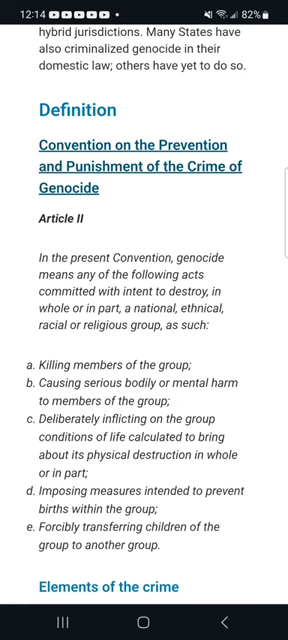 12:14 82%
hybrid jurisdictions. Many States have
also criminalized genocide in their
domestic law; others have yet to do so.
Definition
Convention on the Prevention
and Punishment of the Crime of
Genocide
Article II
In the present Convention, genocide
means any of the following acts
committed with intent to destroy, in
whole or in part, a national, ethnical,
racial or religious group, as such:
a. Killing members of the group;
b. Causing serious bodily or mental harm
to members of the group;
c. Deliberately inflicting on the group
conditions of life calculated to bring
about its physical destruction in whole
or in part;
d. Imposing measures intended to prevent
births within the group;
e. Forcibly transferring children of the
group to another group.
Elements of the crime